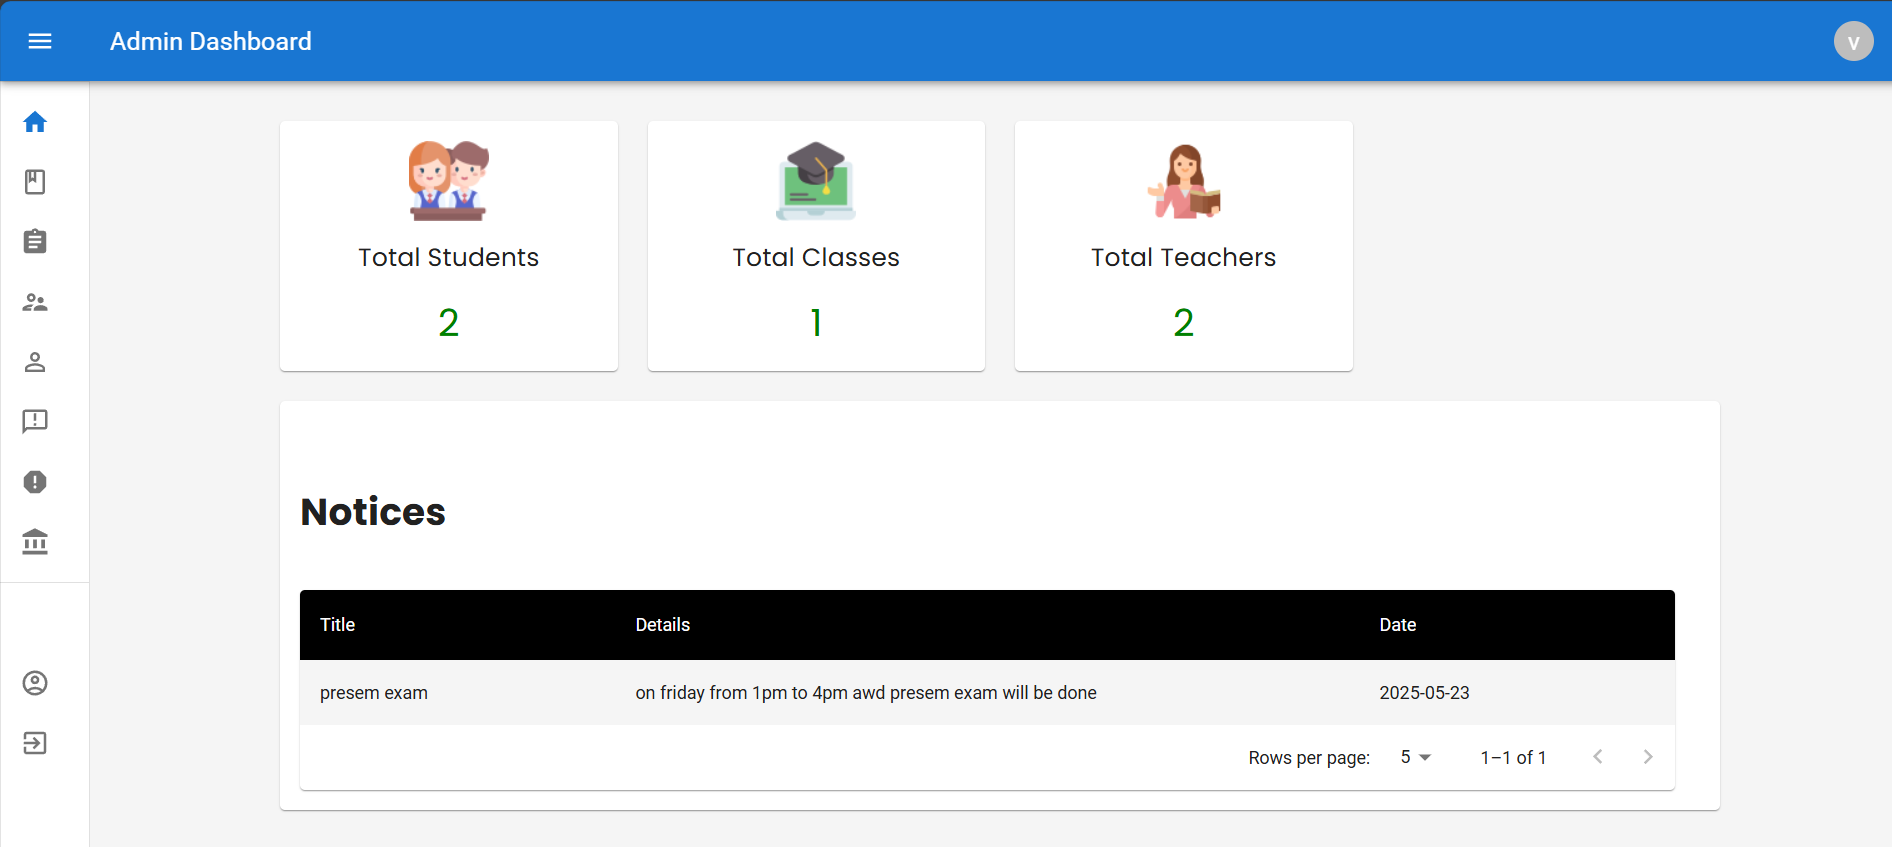 Admin Dashboard
V
Total Students
2
Total Classes
1
Total Teachers
2
Notices
Title Details Date
presem exam on friday from 1pm to 4pm awd presem exam will be done 2025-05-23
Rows per page: 5 1–1 of 1